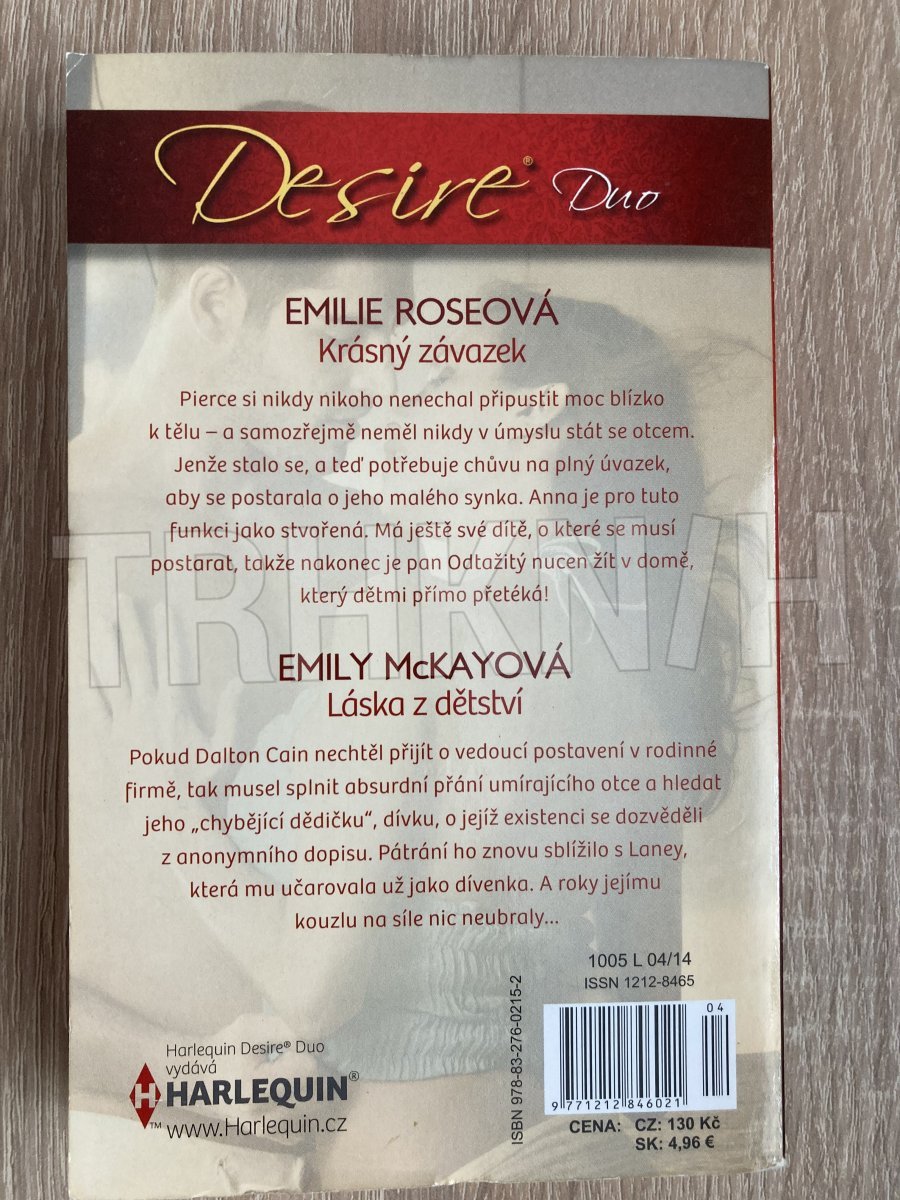 Desire® Duo
EMILIE ROSEOVÁ
Krásný závazek
Pierce si nikdy nikoho nenechal připustit moc blízko
k tělu – a samozřejmě neměl nikdy v úmyslu stát se otcem.
Jenže stalo se, a teď potřebuje chůvu na plný úvazek,
aby se postarala o jeho malého synka. Anna je pro tuto
funkci jako stvořená. Má ještě své dítě, o které se musí
postarat, takže nakonec je pan Odtažitý nucen žít v domě,
který dětmi přímo přetéká!
TRHKNIH
EMILY McKAYOVÁ
Láska z dětství
Pokud Dalton Cain nechtěl přijít o vedoucí postavení v rodinné
firmě, tak musel splnit absurdní přání umírajícího otce a hledat
jeho „chybějící dědičku“, dívku, o jejíž existenci se dozvěděli
z anonymního dopisu. Pátrání ho znovu sblížilo s Laney,
která mu učarovala už jako dívenka. A roky jejímu
kouzlu na síle nic neubraly...
1005 L 04/14
ISSN 1212-8465
ISBN 978-83-276-0215-2
04
9 771212 846021
CENA: CZ: 130 Kč
SK: 4,96 €
Harlequin Desire® Duo
vydává
H HARLEQUIN®
™ www.Harlequin.cz